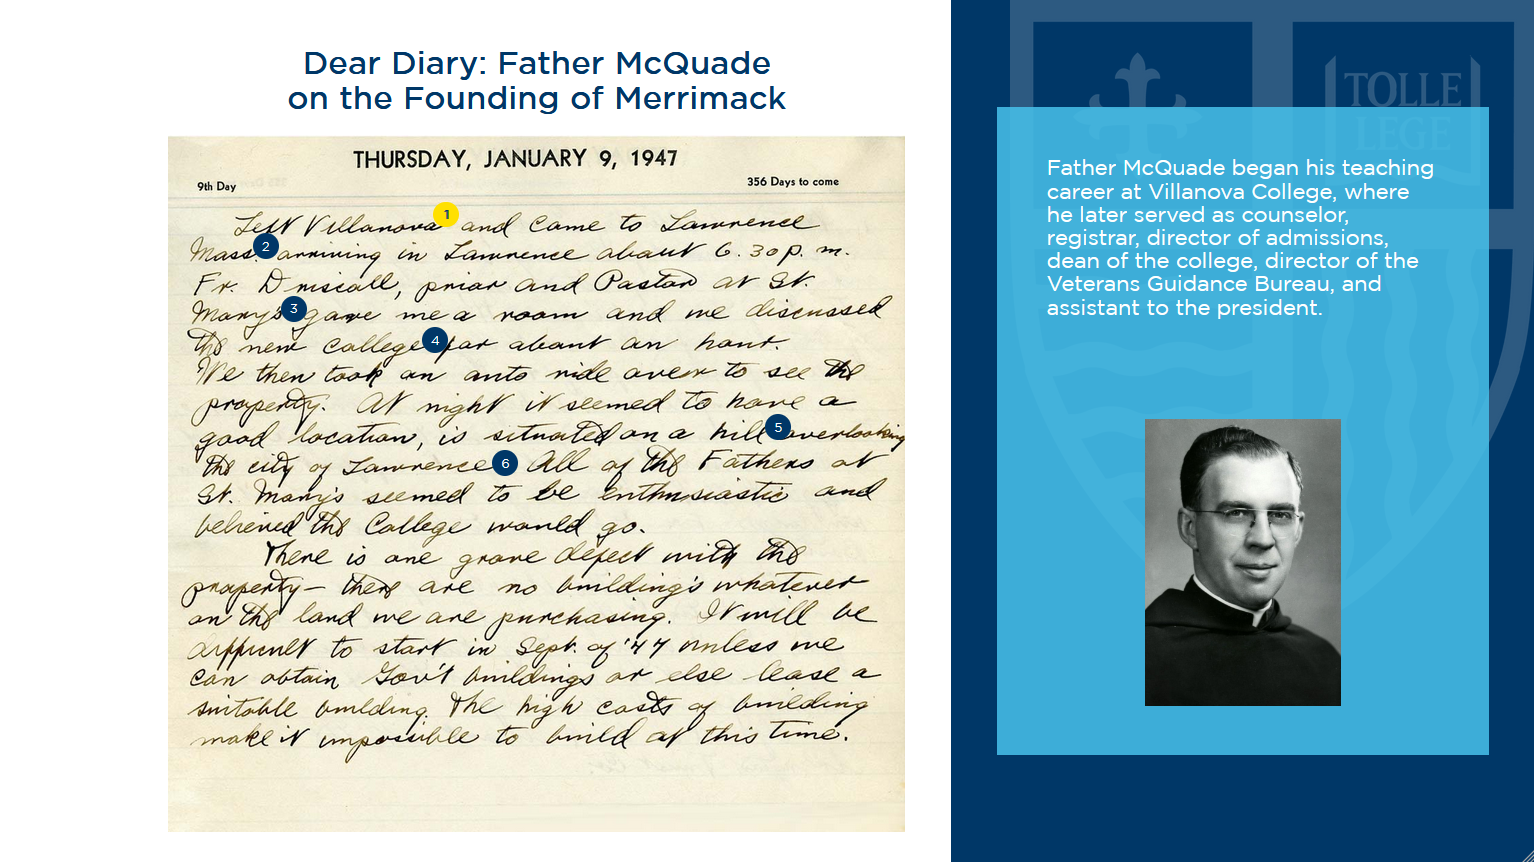 Dear Diary: Father McQuade
on the Founding of Merrimack
THURSDAY, JANUARY 9, 1947
9th Day
356 Days to come
Left Villanova 1 and came to Lawrence
Mass. 2 arriving in Lawrence about 6.30 p. m.
Fr. Driscoll, prior and Pastor at St.
Mary's 3 gave me a room and we discussed
the new college 4 for about an hour.
We then took an auto ride over to see the
property. At night it seemed to have a
good location, is situated on a hill 5 overlooking
the city of Lawrence 6 All of the Fathers at
St. Mary's seemed to be enthusiastic and
believed the College would go.
There is one grave defect with the
property – there are no building's whatever
on the land we are purchasing. It will be
difficult to start in Sept. of '47 unless we
can obtain Gov't buildings or else lease a
suitable building. The high costs of building
make it impossible to build at this time.
TOLLE
LEGE
Father McQuade began his teaching
career at Villanova College, where
he later served as counselor,
registrar, director of admissions,
dean of the college, director of the
Veterans Guidance Bureau, and
assistant to the president.